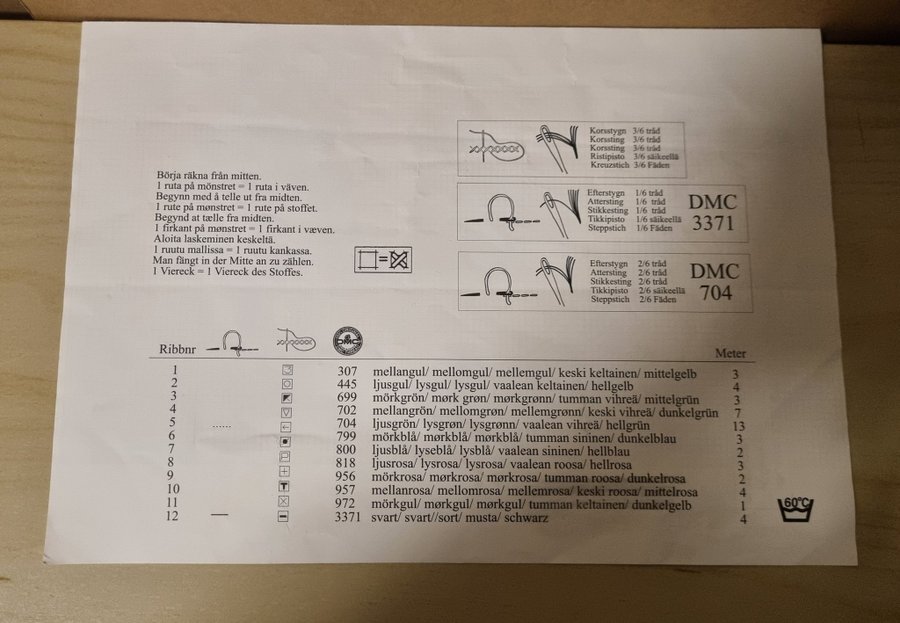 Börja räkna från mitten.
1 ruta på mönstret = 1 ruta i väven.
Begynn med å telle ut fra midten.
1 rute på mønstret = 1 rute på stoffet.
Begynd at tælle fra midten.
1 firkant på mønstret = 1 firkant i væven.
Aloita laskeminen keskeltä.
1 ruutu mallissa = 1 ruutu kankassa.
Man fängt in der Mitte an zu zählen.
1 Viereck = 1 Viereck des Stoffes.
=
Korsstygn 3/6 tråd
Korssting 3/6 tråd
Korssting 3/6 tråd
Ristipisto 3/6 säikeellä
Kreuzstich 3/6 Fäden
Efterstygn 1/6 tråd
Attersting 1/6 tråd
Stikkesting 1/6 tråd
Tikkipisto 1/6 säikeellä
Steppstich 1/6 Fäden
DMC
3371
Efterstygn 2/6 tråd
Attersting 2/6 tråd
Stikkesting 2/6 tråd
Tikkipisto 2/6 säikeellä
Steppstich 2/6 Fäden
DMC
704
Ribbnr DMC Meter
1 307 mellangul/ mellomgul/ mellemgul/ keski keltainen/ mittelgelb 3
2 445 ljusgul/ lysgul/ lysgul/ vaalean keltainen/ hellgelb 4
3 699 mörkgrön/ mørk grøn/ mørkgrønn/ tumman vihreä/ mittelgrün 3
4 702 mellangrön/ mellomgrøn/ mellemgrønn/ keski vihreä/ dunkelgrün 7
5 704 ljusgrön/ lysgrøn/ lysgrønn/ vaalean vihreä/ hellgrün 13
6 799 mörkblå/ mørkblå/ mørkblå/ tumman sininen/ dunkelblau 3
7 800 ljusblå/ lyseblå/ lysblå/ vaalean sininen/ hellblau 2
8 818 ljusrosa/ lysrosa/ lysrosa/ vaalean roosa/ hellrosa 3
9 956 mörkrosa/ mørkrosa/ mørkrosa/ tumman roosa/ dunkelrosa 2
10 957 mellanrosa/ mellomrosa/ mellemrosa/ keski roosa/ mittelrosa 4
11 972 mörkgul/ mørkgul/ mørkgul/ tumman keltainen/ dunkelgelb 1
12 3371 svart/ svart//sort/ musta/ schwarz 4
60°C